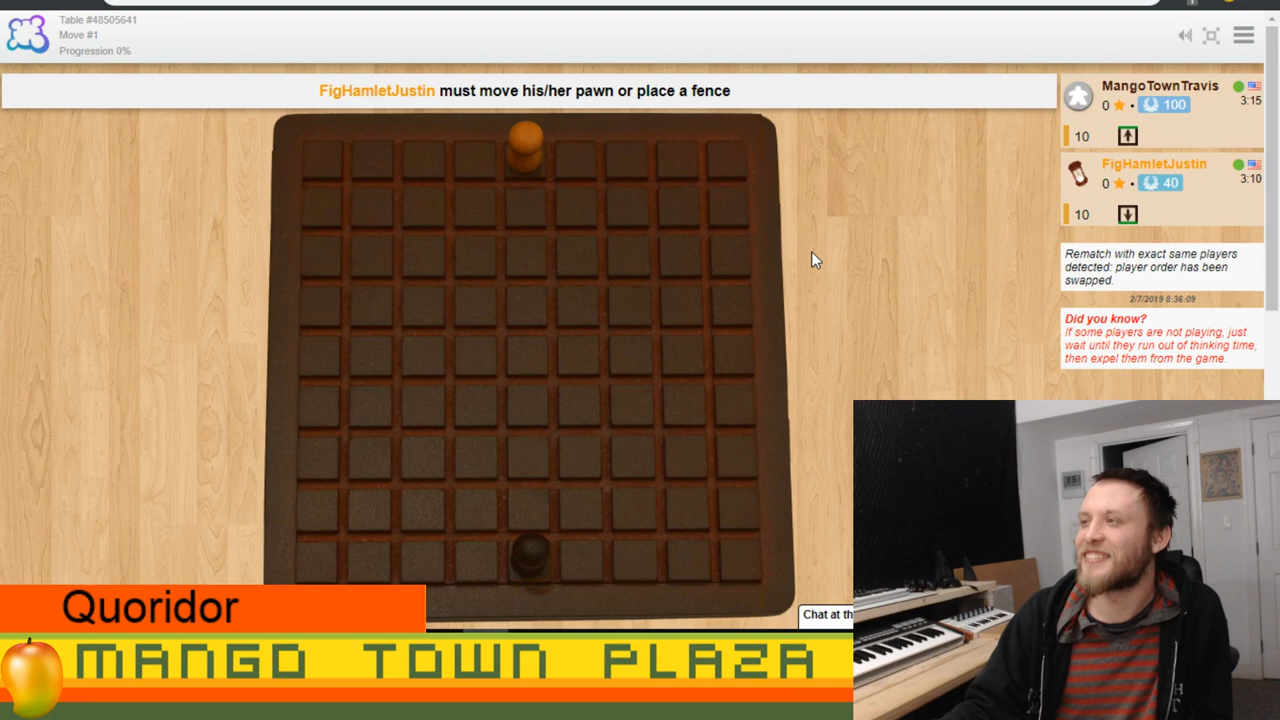 Table #48505641
Move #1
Progression 0%
FigHamletJustin must move his/her pawn or place a fence
MangoTownTravis
0 • 100
3:15
10
FigHamletJustin
0 • 40
3:10
10
Rematch with exact same players
detected: player order has been
swapped.
2/7/2019 8:36:09
Did you know?
If some players are not playing, just
wait until they run out of thinking time,
then expel them from the game.
Chat at th
Quoridor
MANGO TOWN PLAZA